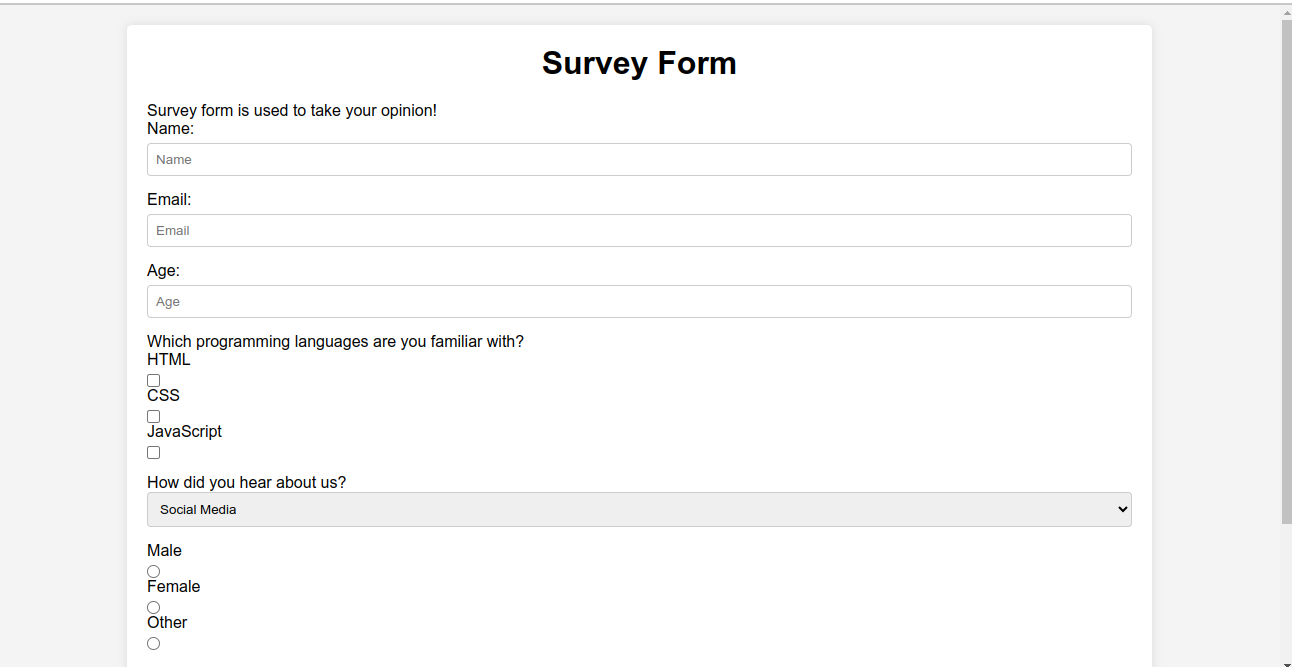 Survey Form
Survey form is used to take your opinion!
Name:
Name
Email:
Email
Age:
Age
Which programming languages are you familiar with?
HTML
CSS
JavaScript
How did you hear about us?
Social Media
Male
Female
Other